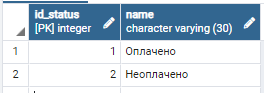 id_status name
[PK] integer character varying (30)
1 1 Оплачено
2 2 Неоплачено